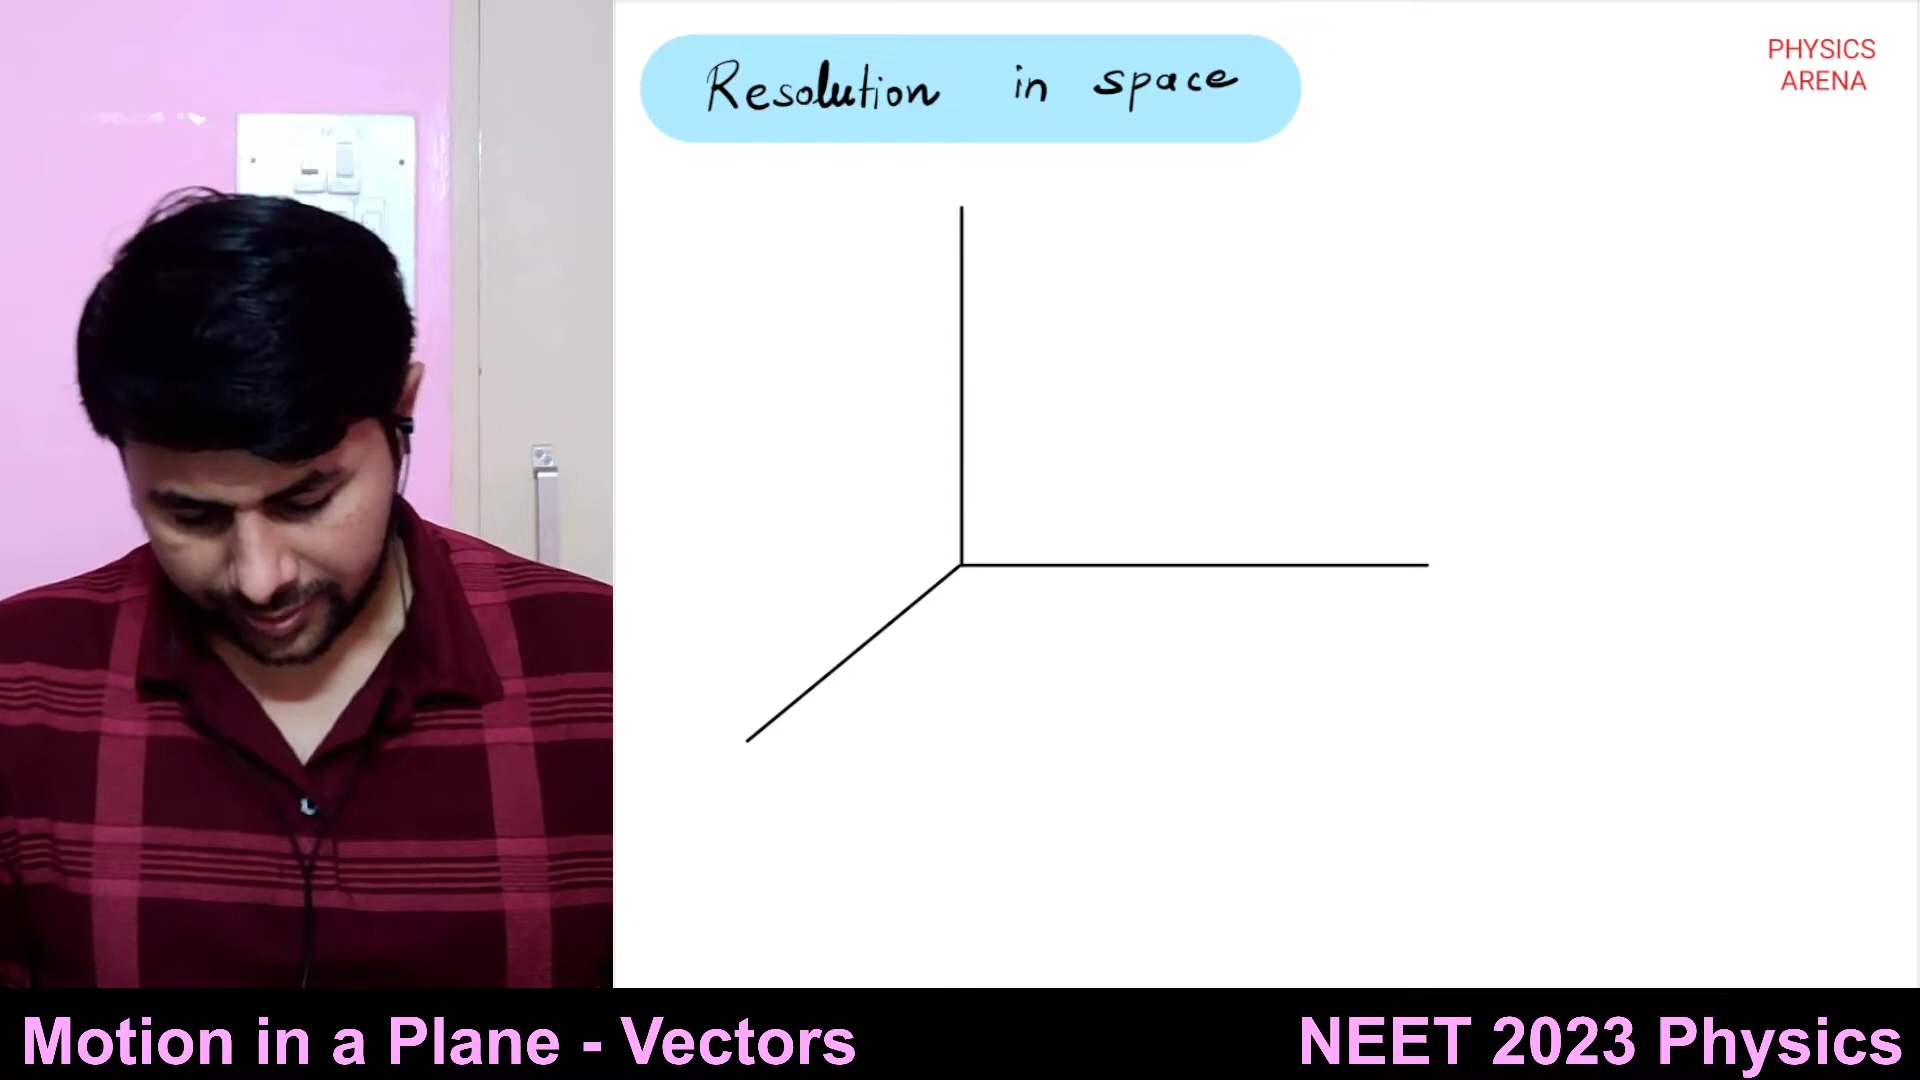 Resolution in space
PHYSICS
ARENA
Motion in a Plane - Vectors
NEET 2023 Physics